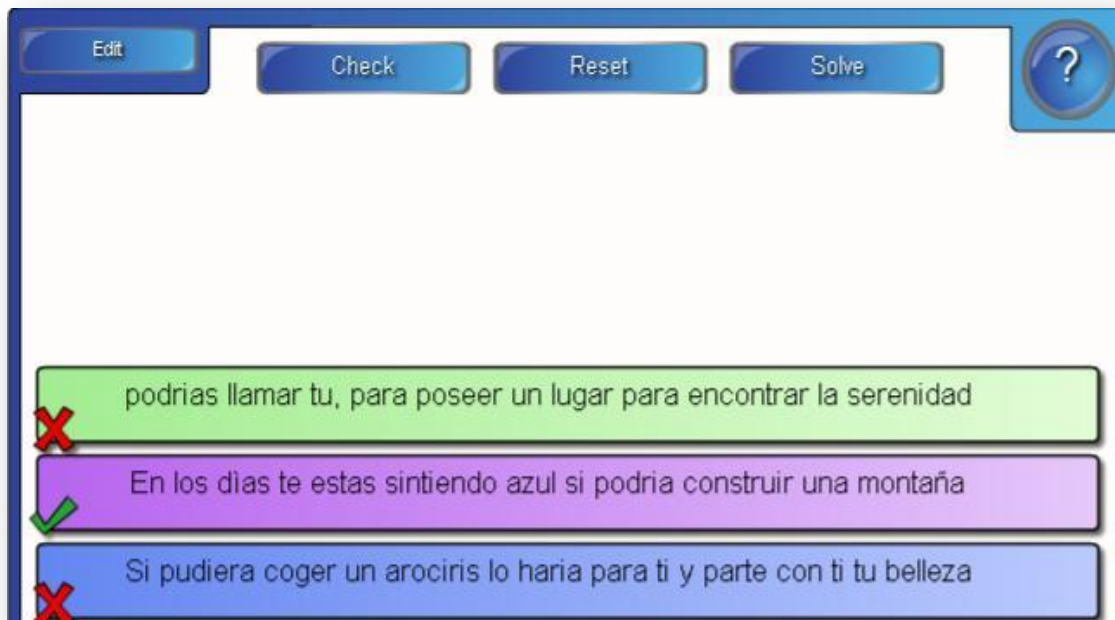 Edit
Check
Reset
Solve
?
podrias llamar tu, para poseer un lugar para encontrar la serenidad
En los dìas te estas sintiendo azul si podria construir una montaña
Si pudiera coger un arociris lo haria para ti y parte con ti tu belleza